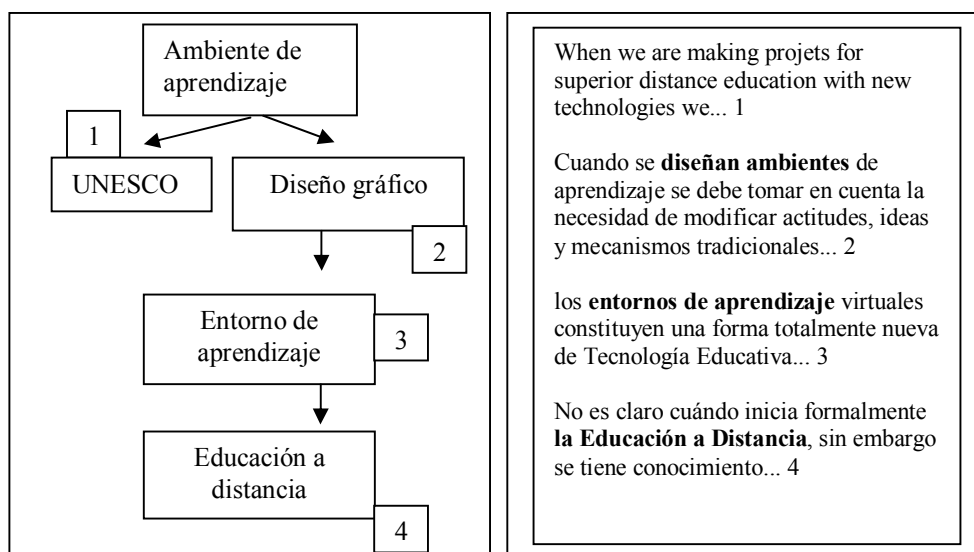 Ambiente de
aprendizaje
1
UNESCO
Diseño gráfico
2
Entorno de
aprendizaje
3
Educación a
distancia
4
When we are making projets for
superior distance education with new
technologies we... 1
Cuando se diseñan ambientes de
aprendizaje se debe tomar en cuenta la
necesidad de modificar actitudes, ideas
y mecanismos tradicionales... 2
los entornos de aprendizaje virtuales
constituyen una forma totalmente nueva
de Tecnología Educativa... 3
No es claro cuándo inicia formalmente
la Educación a Distancia, sin embargo
se tiene conocimiento... 4